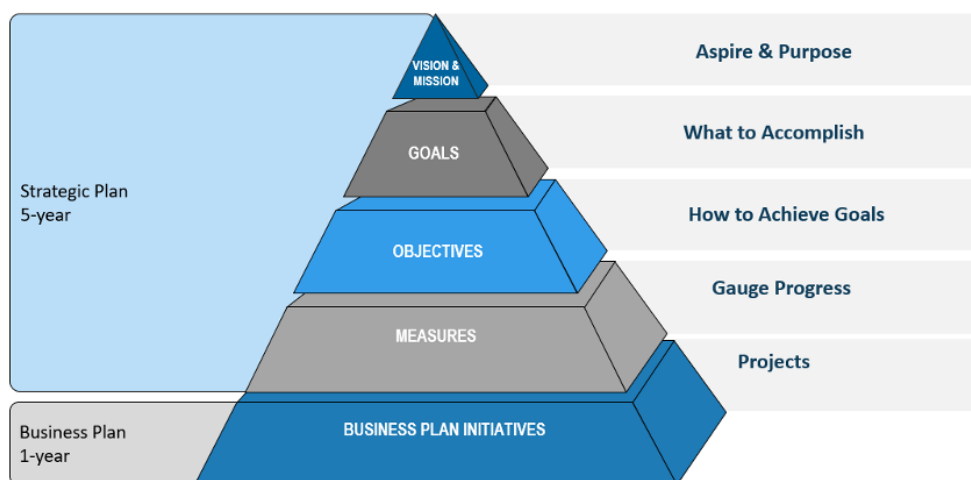 VISION &
MISSION
Aspire & Purpose
GOALS
What to Accomplish
Strategic Plan
5-year
OBJECTIVES
How to Achieve Goals
MEASURES
Gauge Progress
Projects
Business Plan
1-year
BUSINESS PLAN INITIATIVES